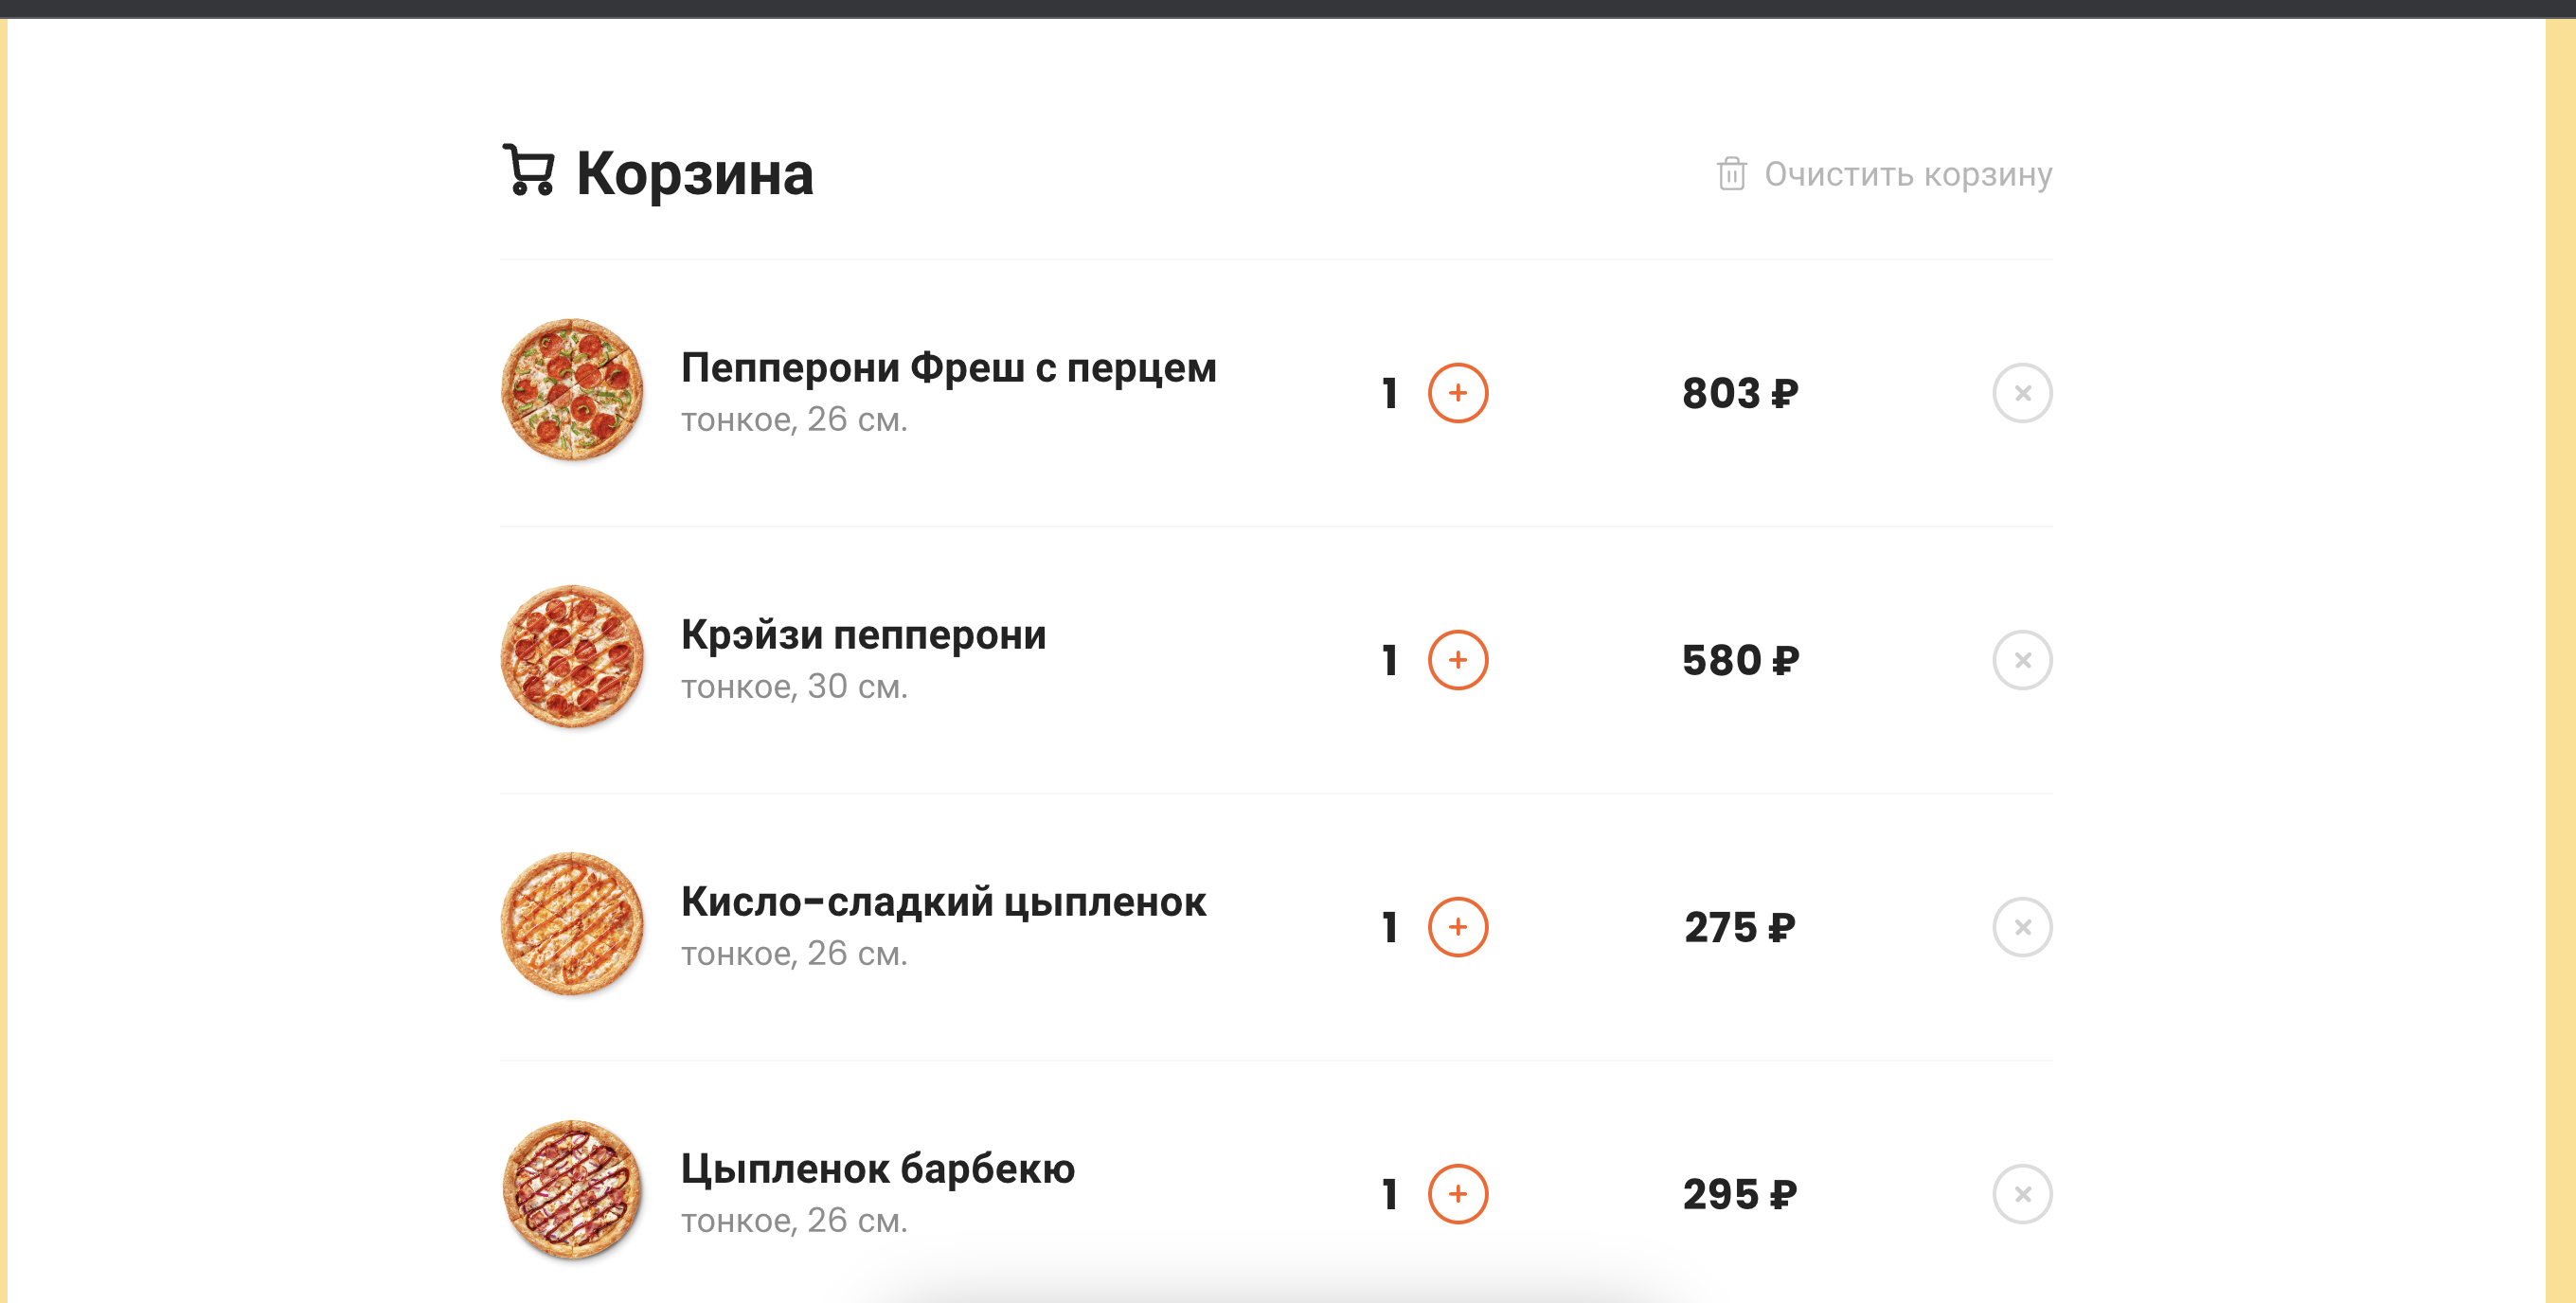 Корзина
Очистить корзину
Пепперони Фреш с перцем
тонкое, 26 см.
1
803 ₽
Крэйзи пепперони
тонкое, 30 см.
1
580 ₽
Кисло-сладкий цыпленок
тонкое, 26 см.
1
275 ₽
Цыпленок барбекю
тонкое, 26 см.
1
295 ₽